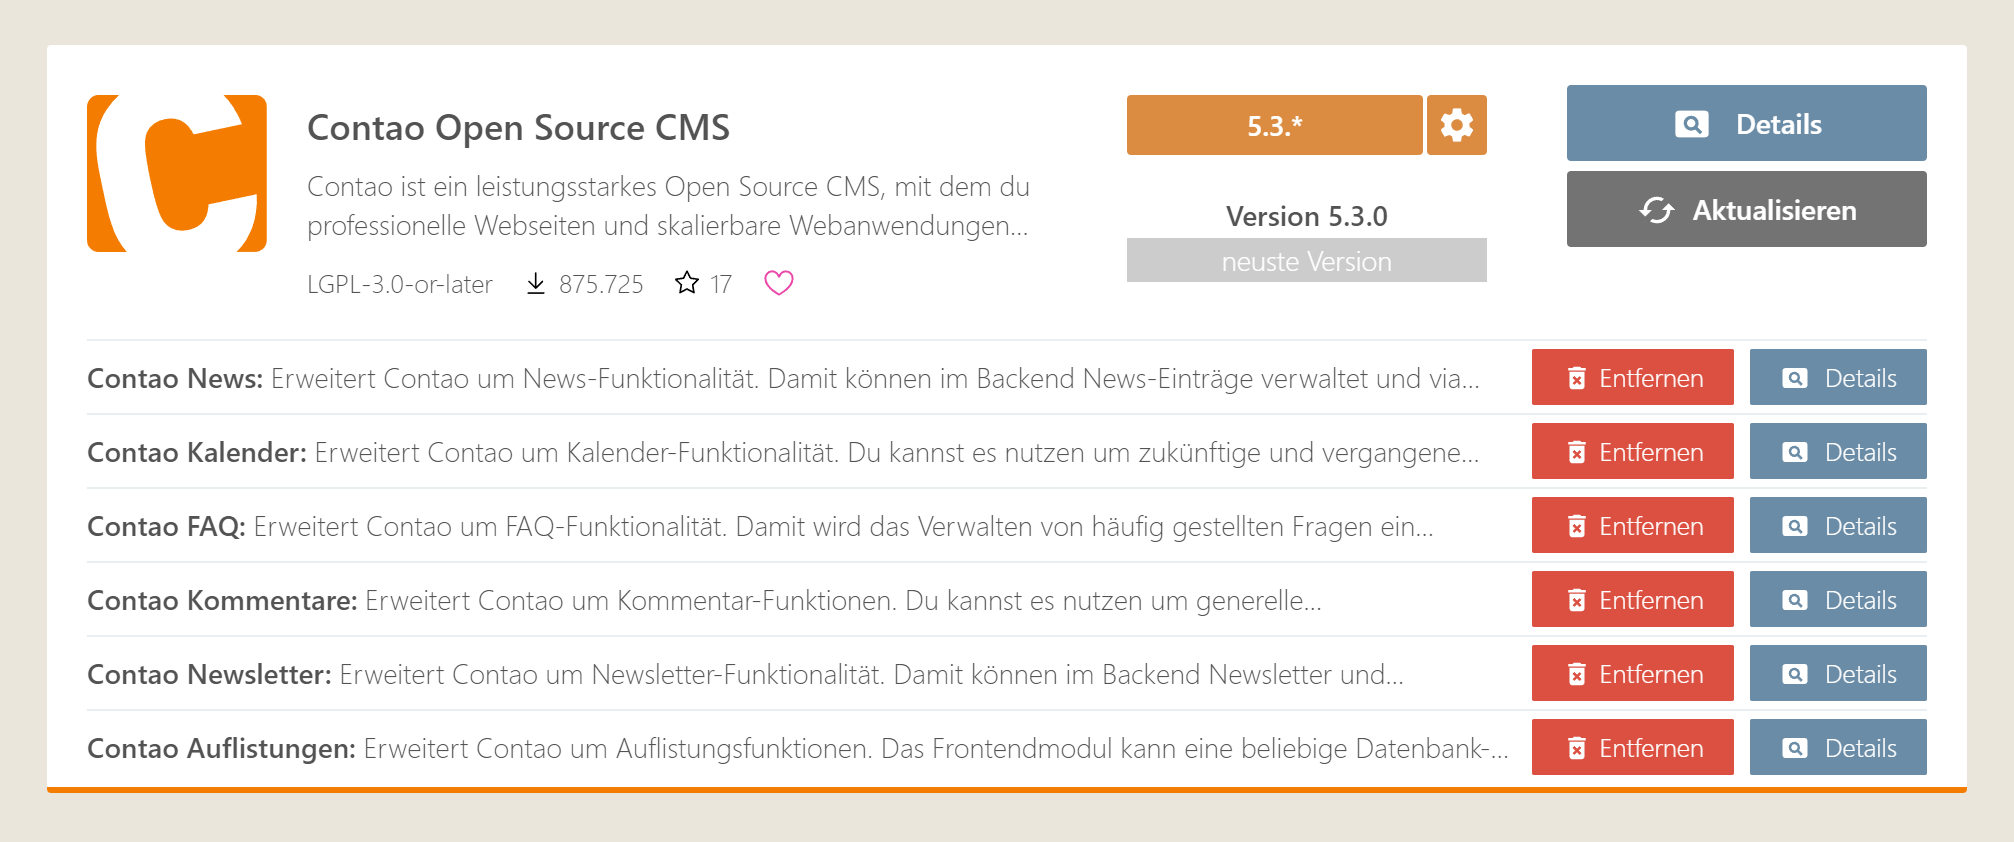 Contao Open Source CMS
Contao ist ein leistungsstarkes Open Source CMS, mit dem du
professionelle Webseiten und skalierbare Webanwendungen...
LGPL-3.0-or-later 875.725 17
5.3.*
Version 5.3.0
neuste Version
Details
Aktualisieren
Contao News: Erweitert Contao um News-Funktionalität. Damit können im Backend News-Einträge verwaltet und via... Entfernen Details
Contao Kalender: Erweitert Contao um Kalender-Funktionalität. Du kannst es nutzen um zukünftige und vergangene... Entfernen Details
Contao FAQ: Erweitert Contao um FAQ-Funktionalität. Damit wird das Verwalten von häufig gestellten Fragen ein... Entfernen Details
Contao Kommentare: Erweitert Contao um Kommentar-Funktionen. Du kannst es nutzen um generelle... Entfernen Details
Contao Newsletter: Erweitert Contao um Newsletter-Funktionalität. Damit können im Backend Newsletter und... Entfernen Details
Contao Auflistungen: Erweitert Contao um Auflistungsfunktionen. Das Frontendmodul kann eine beliebige Datenbank-... Entfernen Details